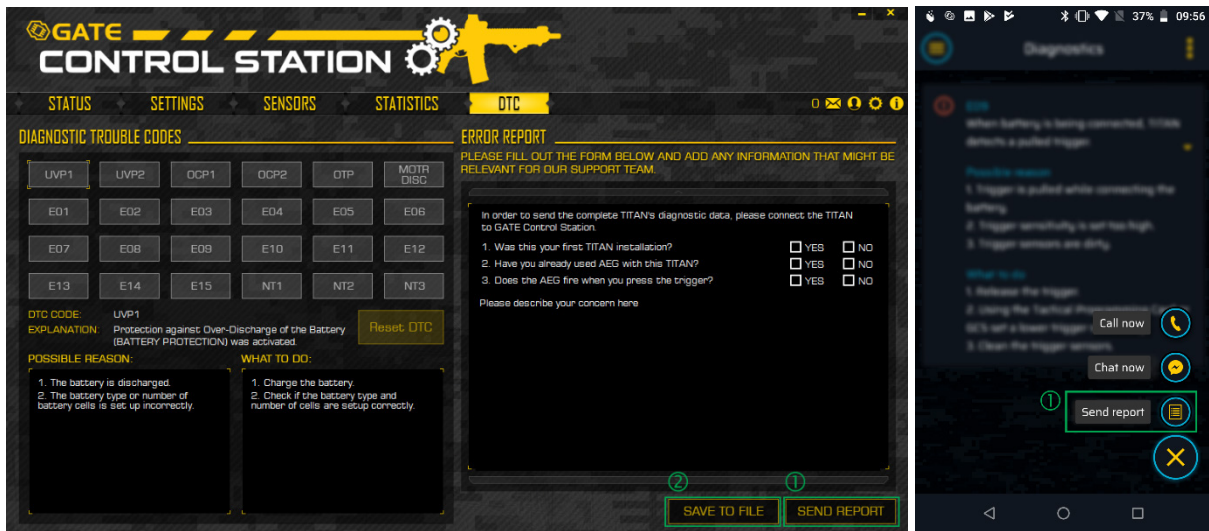 GATE
CONTROL STATION
STATUS SETTINGS SENSORS STATISTICS DTC 0
DIAGNOSTIC TROUBLE CODES
UVP1 UVP2 OCP1 OCP2 OTP MOTR DISC
E01 E02 E03 E04 E05 E06
E07 E08 E09 E10 E11 E12
E13 E14 E15 NT1 NT2 NT3
DTC CODE: UVP1
EXPLANATION: Protection against Over-Discharge of the Battery
(BATTERY PROTECTION) was activated.
Reset DTC
POSSIBLE REASON:
1. The battery is discharged.
2. The battery type or number of
battery cells is set up incorrectly.
WHAT TO DO:
1. Charge the battery.
2. Check if the battery type and
number of cells are setup correctly.
ERROR REPORT
PLEASE FILL OUT THE FORM BELOW AND ADD ANY INFORMATION THAT MIGHT BE
RELEVANT FOR OUR SUPPORT TEAM.
In order to send the complete TITAN's diagnostic data, please connect the TITAN
to GATE Control Station.
1. Was this your first TITAN installation? YES NO
2. Have you already used AEG with this TITAN? YES NO
3. Does the AEG fire when you press the trigger? YES NO
Please describe your concern here
② ①
SAVE TO FILE SEND REPORT
37% 09:56
Diagnostics
E09
When battery is being connected, TITAN
detects a pulled trigger.
Possible reason
1. Trigger is pulled while connecting the
battery.
2. Trigger sensitivity is set too high.
3. Trigger sensors are dirty.
What to do
1. Release the trigger.
2. Using the Tactical Programming Card or
GCS set a lower trigger
3. Clean the trigger sensors.
Call now
Chat now
① Send report